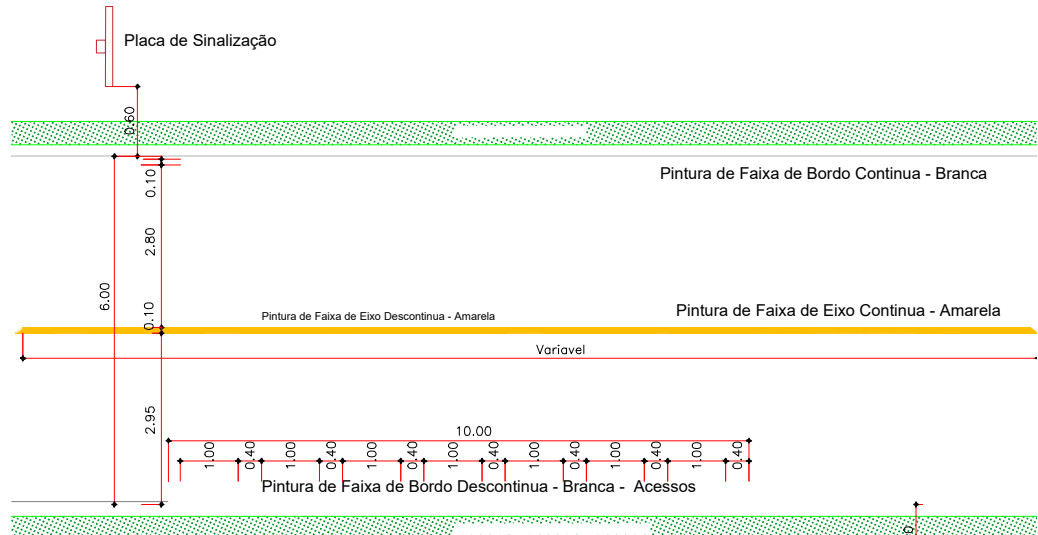 Placa de Sinalização
0.60
Pintura de Faixa de Bordo Continua - Branca
0.10
2.80
6.00
0.10
Pintura de Faixa de Eixo Descontinua - Amarela
Pintura de Faixa de Eixo Continua - Amarela
Variavel
2.95
10.00
1.00 0.40 1.00 0.40 1.00 0.40 1.00 0.40 1.00 0.40 1.00 0.40 1.00 0.40
Pintura de Faixa de Bordo Descontinua - Branca - Acessos